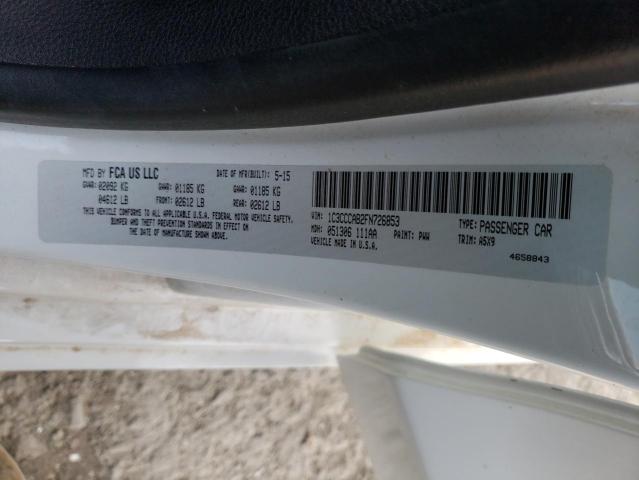 MFD BY FCA US LLC DATE OF MFR(BUILT): 5-15
GVWR: 02092 KG GAWR: 01185 KG GAWR: 01185 KG
04612 LB FRONT: 02612 LB REAR: 02612 LB
THIS VEHICLE CONFORMS TO ALL APPLICABLE U.S.A. FEDERAL MOTOR VEHICLE SAFETY,
BUMPER AND THEFT PREVENTION STANDARDS IN EFFECT ON
THE DATE OF MANUFACTURE SHOWN ABOVE.
VIN: 1C3CCCAB2FN726853 TYPE: PASSENGER CAR
MDH: 051306 111AA PAINT: PWW TRIM: A5X9
VEHICLE MADE IN U.S.A. 4658843